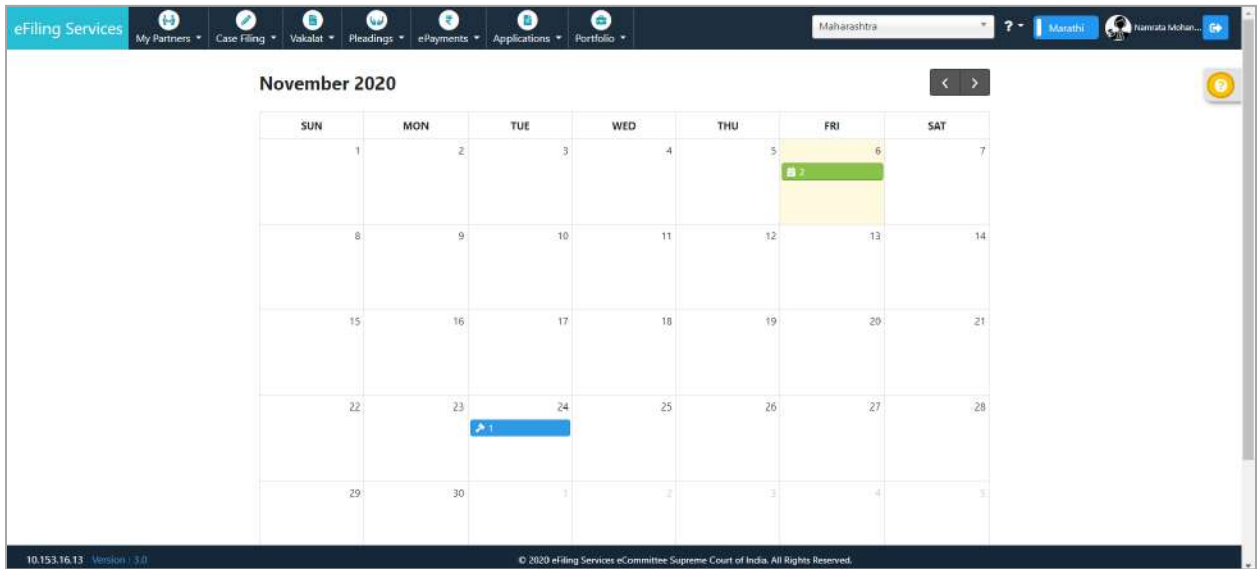 eFiling Services
My Partners
Case Filing
Vakalat
Pleadings
ePayments
Applications
Portfolio
Maharashtra
?
Marathi
Namrata Mohan...
November 2020
< >
SUN MON TUE WED THU FRI SAT
1 2 3 4 5 6 7
2
8 9 10 11 12 13 14
15 16 17 18 19 20 21
22 23 24 25 26 27 28
1
29 30 1 2 3 4 5
10.153.16.13 Version : 3.0
© 2020 eFiling Services eCommittee Supreme Court of India. All Rights Reserved.